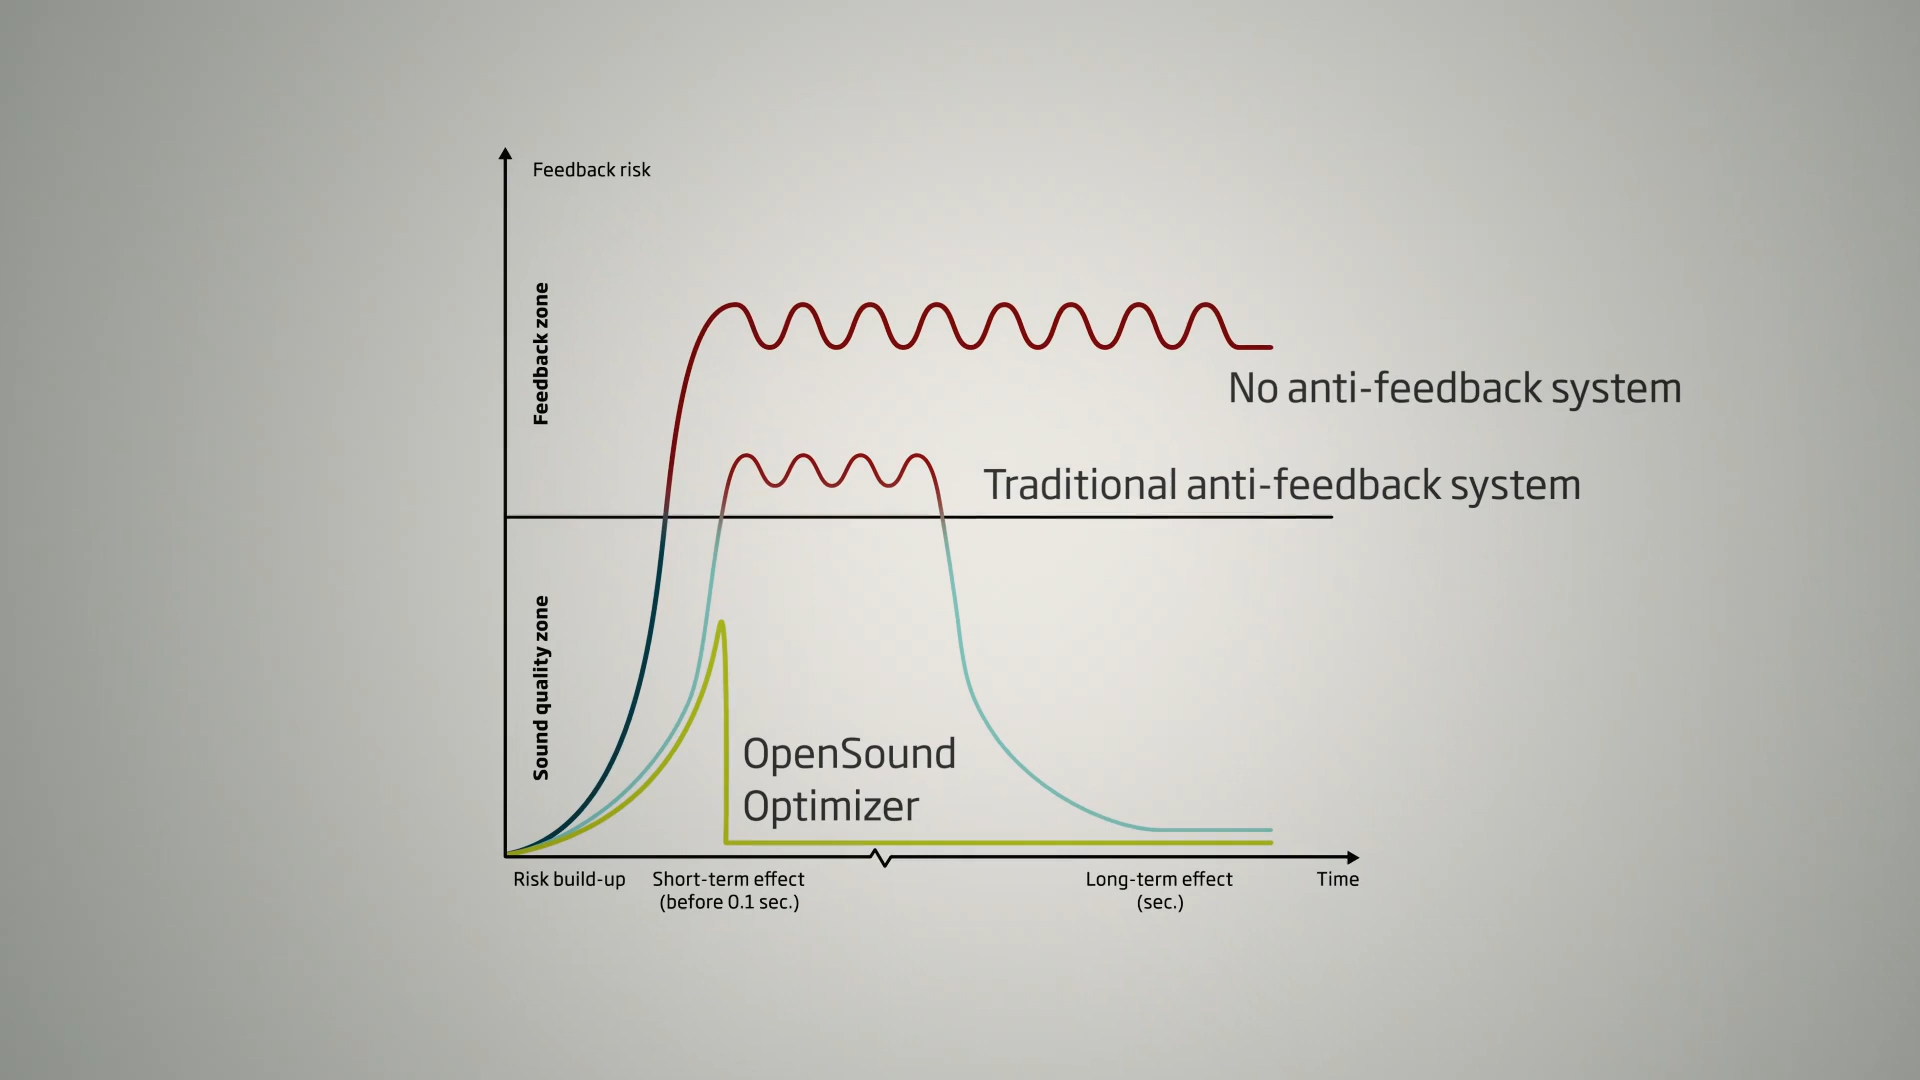 Feedback risk
Feedback zone
No anti-feedback system
Traditional anti-feedback system
Sound quality zone
OpenSound
Optimizer
Risk build-up
Short-term effect
(before 0.1 sec.)
Long-term effect
(sec.)
Time